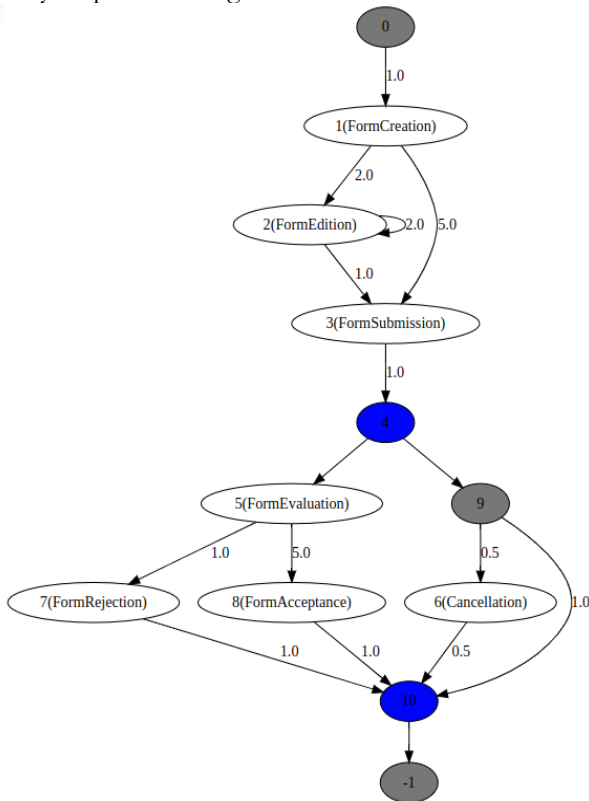 0
1.0
1(FormCreation)
2.0
2(FormEdition)
2.0
5.0
1.0
3(FormSubmission)
1.0
4
5(FormEvaluation)
9
1.0
5.0
0.5
7(FormRejection)
8(FormAcceptance)
6(Cancellation)
1.0
1.0
1.0
0.5
10
-1